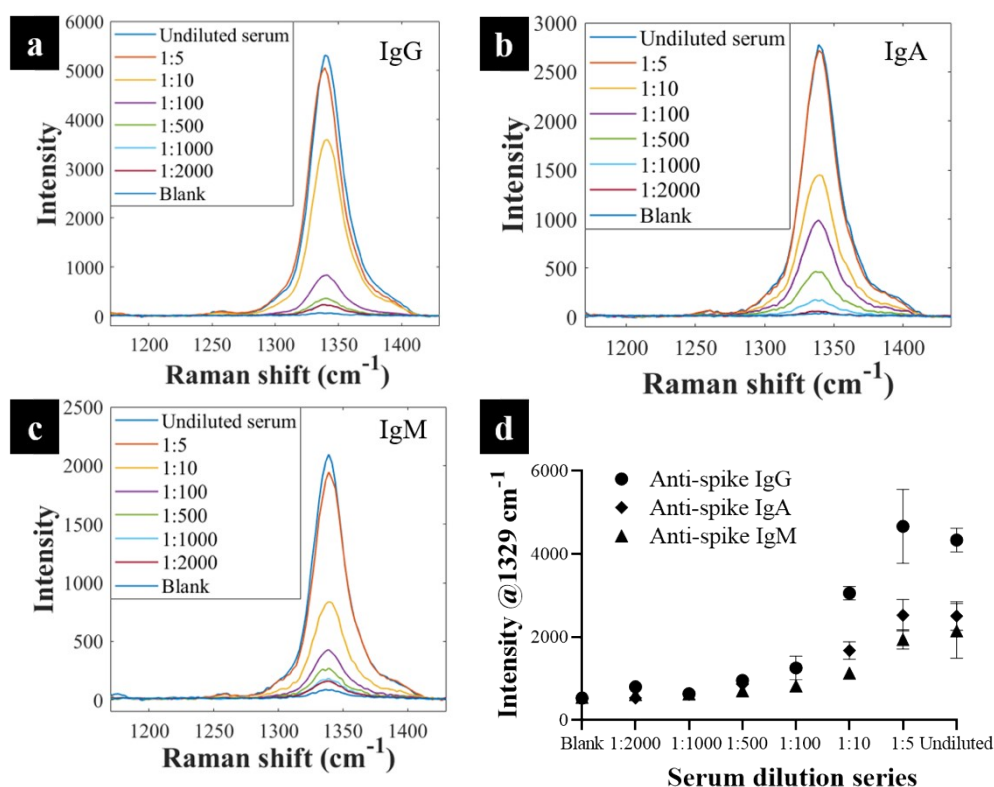 a
IgG
Undiluted serum
1:5
1:10
1:100
1:500
1:1000
1:2000
Blank
6000
5000
4000
3000
2000
1000
0
Intensity
1200 1250 1300 1350 1400
Raman shift (cm-1)
b
IgA
Undiluted serum
1:5
1:10
1:100
1:500
1:1000
1:2000
Blank
3000
2500
2000
1500
1000
500
0
Intensity
1200 1250 1300 1350 1400
Raman shift (cm-1)
c
IgM
Undiluted serum
1:5
1:10
1:100
1:500
1:1000
1:2000
Blank
2500
2000
1500
1000
500
0
Intensity
1200 1250 1300 1350 1400
Raman shift (cm-1)
d
Anti-spike IgG
Anti-spike IgA
Anti-spike IgM
6000
4000
2000
0
Intensity @1329 cm-1
Blank 1:2000 1:1000 1:500 1:100 1:10 1:5 Undiluted
Serum dilution series